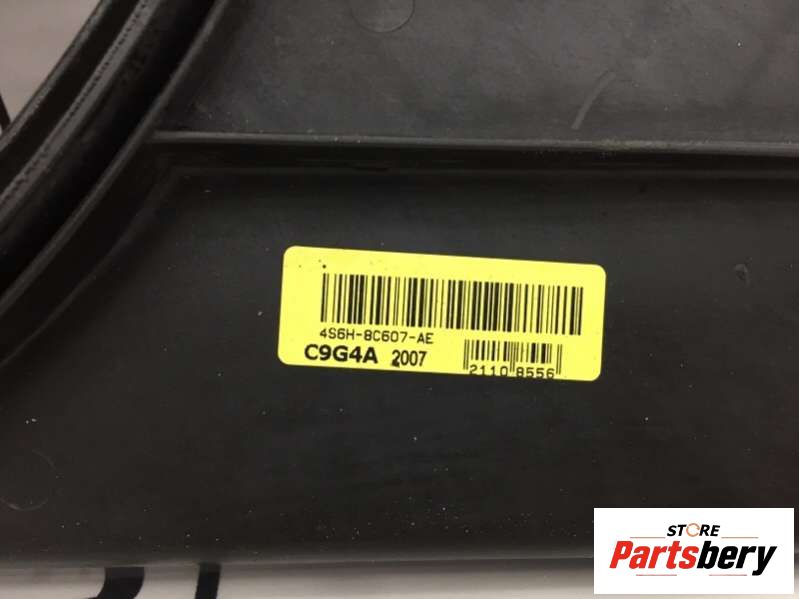 4S6H-8C607-AE
C9G4A 2007
2110 8556
STORE
Partsbery